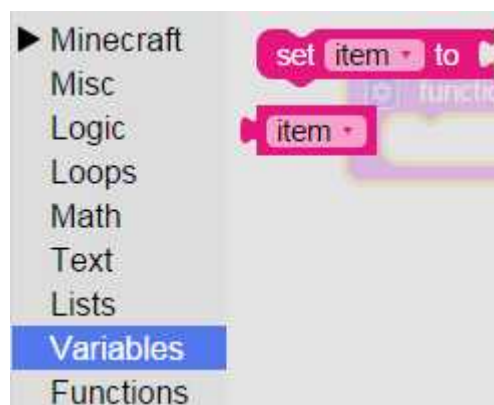 Minecraft
Misc
Logic
Loops
Math
Text
Lists
Variables
Functions
set item to
item